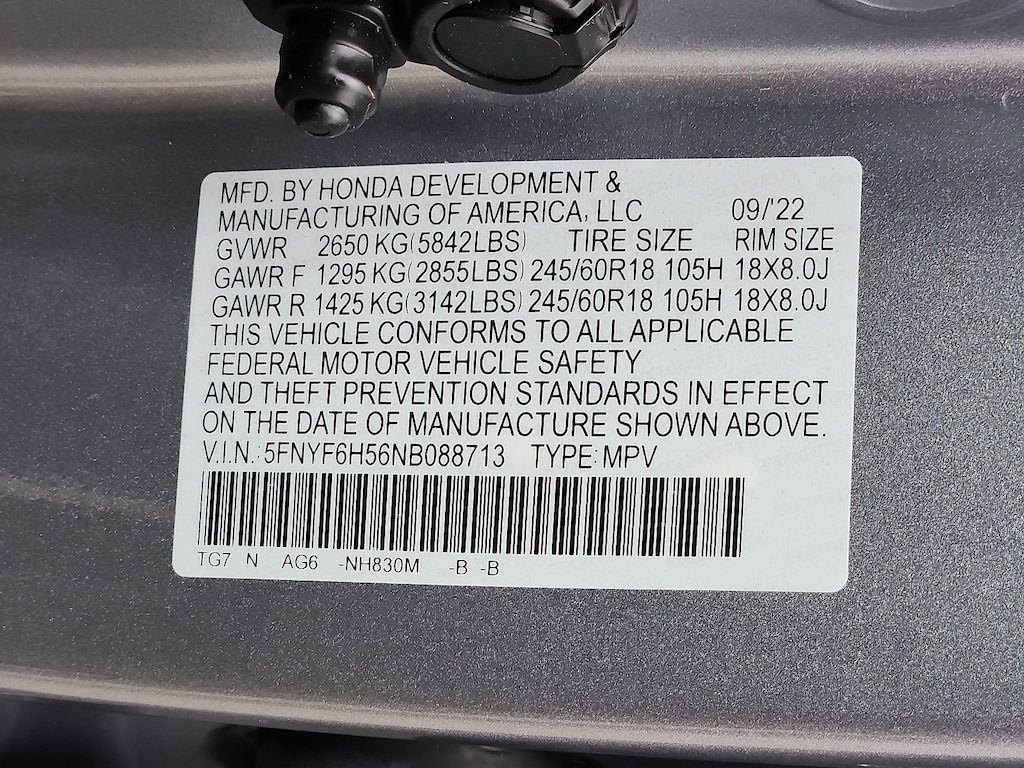 MFD. BY HONDA DEVELOPMENT &
MANUFACTURING OF AMERICA, LLC 09/'22
GVWR 2650 KG(5842LBS) TIRE SIZE RIM SIZE
GAWR F 1295 KG(2855LBS) 245/60R18 105H 18X8.0J
GAWR R 1425 KG(3142LBS) 245/60R18 105H 18X8.0J
THIS VEHICLE CONFORMS TO ALL APPLICABLE
FEDERAL MOTOR VEHICLE SAFETY
AND THEFT PREVENTION STANDARDS IN EFFECT
ON THE DATE OF MANUFACTURE SHOWN ABOVE.
V.I.N.: 5FNYF6H56NB088713 TYPE: MPV
TG7 N AG6 -NH830M -B -B